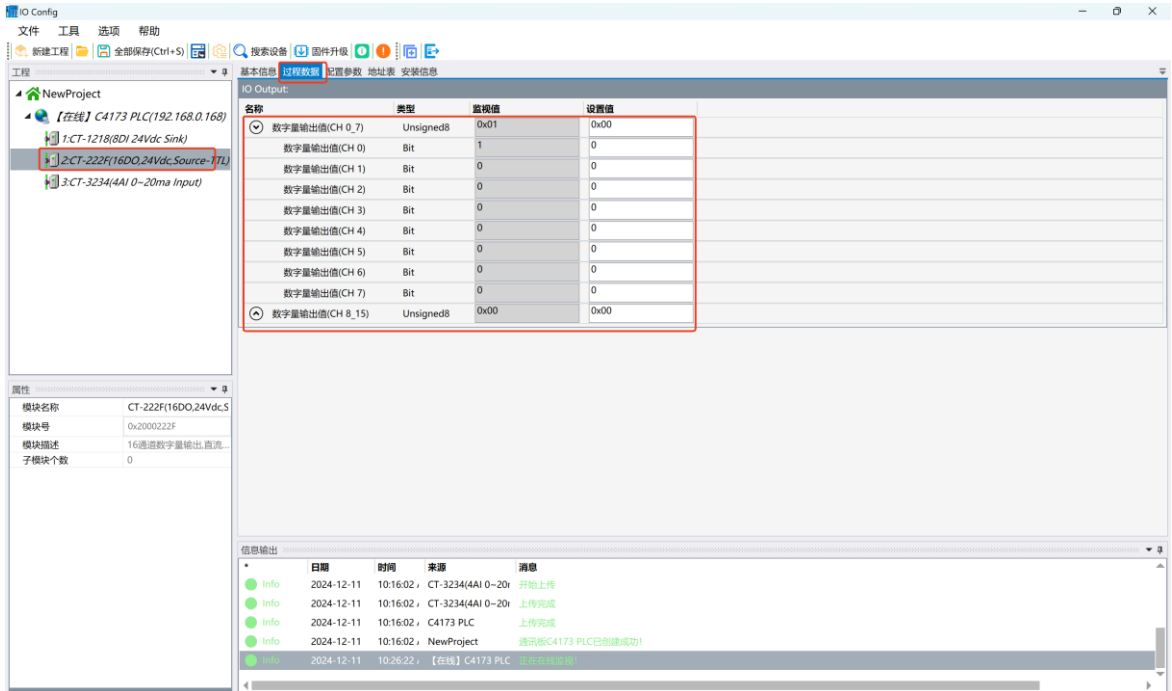 IO Config
文件 工具 选项 帮助
新建工程 全部保存(Ctrl+S) 搜索设备 固件升级
工程
NewProject
【在线】C4173 PLC(192.168.0.168)
1:CT-1218(8DI 24Vdc Sink)
2:CT-222F(16DO,24Vdc,Source-TTL)
3:CT-3234(4AI 0~20ma Input)
属性
模块名称 CT-222F(16DO,24Vdc,S
模块号 0x2000222F
模块描述 16通道数字量输出,直流...
子模块个数 0
基本信息 过程数据 配置参数 地址表 安装信息
IO Output:
名称 类型 监视值 设置值
数字量输出值(CH 0_7) Unsigned8 0x01 0x00
数字量输出值(CH 0) Bit 1 0
数字量输出值(CH 1) Bit 0 0
数字量输出值(CH 2) Bit 0 0
数字量输出值(CH 3) Bit 0 0
数字量输出值(CH 4) Bit 0 0
数字量输出值(CH 5) Bit 0 0
数字量输出值(CH 6) Bit 0 0
数字量输出值(CH 7) Bit 0 0
数字量输出值(CH 8_15) Unsigned8 0x00 0x00
信息输出
* 日期 时间 来源 消息
Info 2024-12-11 10:16:02 CT-3234(4AI 0~20 开始上传
Info 2024-12-11 10:16:02 CT-3234(4AI 0~20 上传完成
Info 2024-12-11 10:16:02 C4173 PLC 上传完成
Info 2024-12-11 10:16:02 NewProject 通讯板C4173 PLC已创建成功!
Info 2024-12-11 10:26:22 【在线】C4173 PLC 正在在线监视!